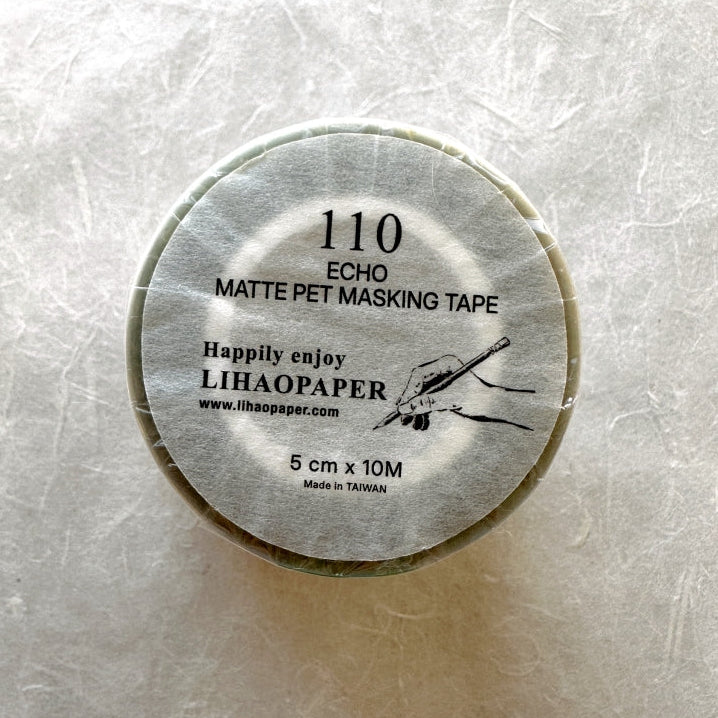 110
ECHO
MATTE PET MASKING TAPE
Happily enjoy
LIHAOPAPER
www.lihaopaper.com
5 cm x 10M
Made in TAIWAN